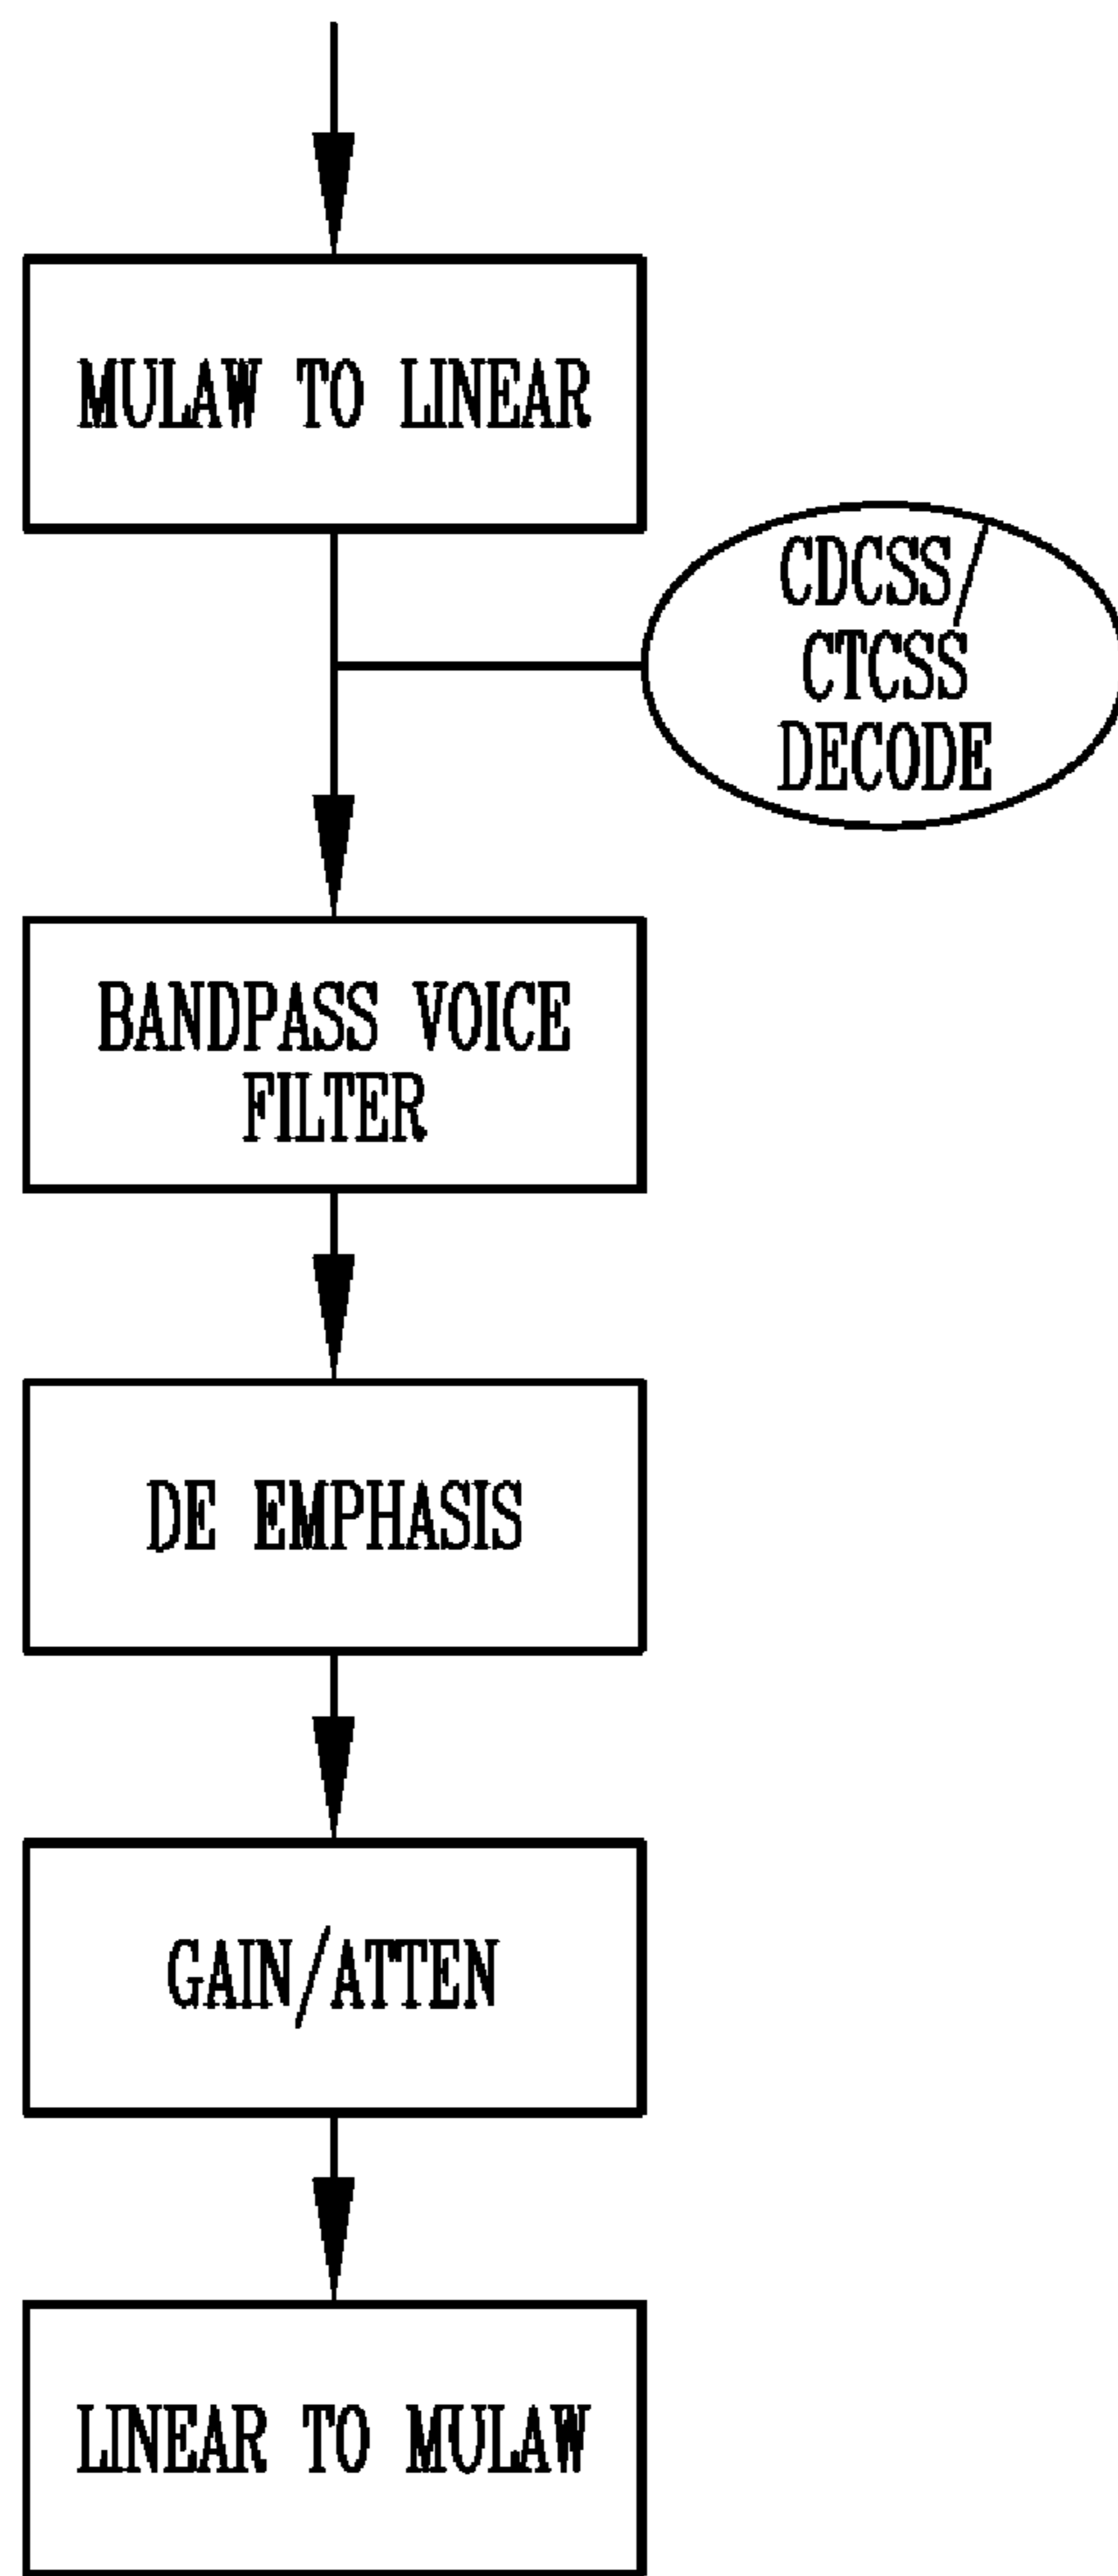 MULAW TO LINEAR
CDCSS/
CTCSS
DECODE
BANDPASS VOICE
FILTER
DE EMPHASIS
GAIN/ATTEN
LINEAR TO MULAW